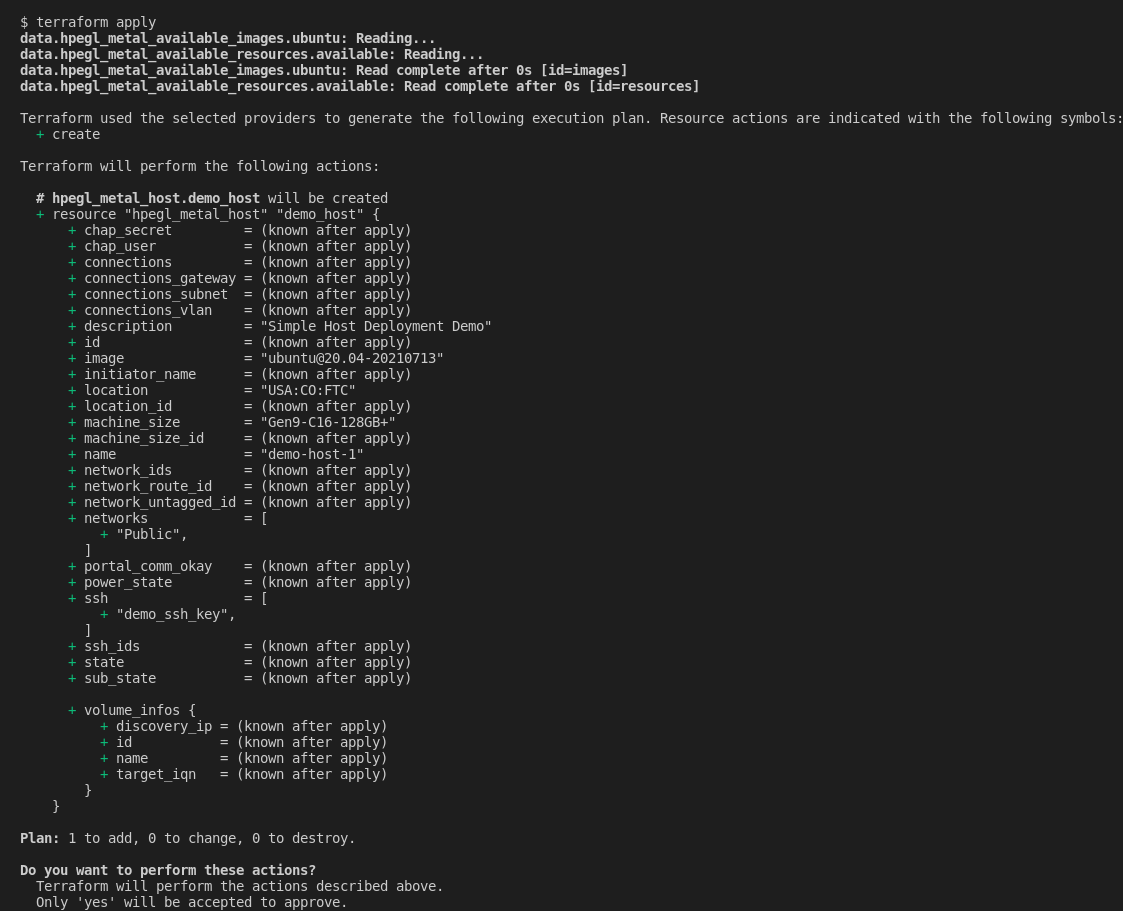 $ terraform apply
data.hpegl_metal_available_images.ubuntu: Reading...
data.hpegl_metal_available_resources.available: Reading...
data.hpegl_metal_available_images.ubuntu: Read complete after 0s [id=images]
data.hpegl_metal_available_resources.available: Read complete after 0s [id=resources]

Terraform used the selected providers to generate the following execution plan. Resource actions are indicated with the following symbols:
  + create

Terraform will perform the following actions:

  # hpegl_metal_host.demo_host will be created
  + resource "hpegl_metal_host" "demo_host" {
      + chap_secret         = (known after apply)
      + chap_user           = (known after apply)
      + connections         = (known after apply)
      + connections_gateway = (known after apply)
      + connections_subnet  = (known after apply)
      + connections_vlan    = (known after apply)
      + description         = "Simple Host Deployment Demo"
      + id                  = (known after apply)
      + image               = "ubuntu@20.04-20210713"
      + initiator_name      = (known after apply)
      + location            = "USA:CO:FTC"
      + location_id         = (known after apply)
      + machine_size        = "Gen9-C16-128GB+"
      + machine_size_id     = (known after apply)
      + name                = "demo-host-1"
      + network_ids         = (known after apply)
      + network_route_id    = (known after apply)
      + network_untagged_id = (known after apply)
      + networks            = [
          + "Public",
        ]
      + portal_comm_okay    = (known after apply)
      + power_state         = (known after apply)
      + ssh                 = [
          + "demo_ssh_key",
        ]
      + ssh_ids             = (known after apply)
      + state               = (known after apply)
      + sub_state           = (known after apply)

      + volume_infos {
          + discovery_ip = (known after apply)
          + id           = (known after apply)
          + name         = (known after apply)
          + target_iqn   = (known after apply)
        }
    }

Plan: 1 to add, 0 to change, 0 to destroy.

Do you want to perform these actions?
  Terraform will perform the actions described above.
  Only 'yes' will be accepted to approve.